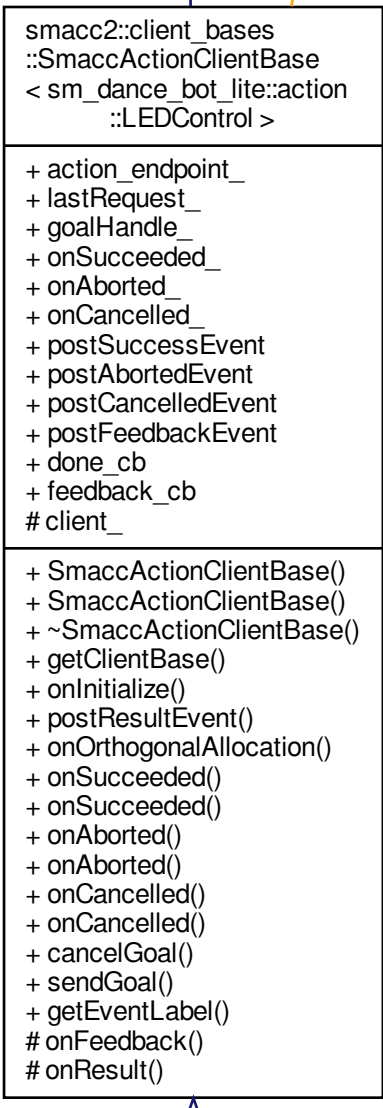 smacc2::client_bases
::SmaccActionClientBase
< sm_dance_bot_lite::action
::LEDControl >
+ action_endpoint_
+ lastRequest_
+ goalHandle_
+ onSucceeded_
+ onAborted_
+ onCancelled_
+ postSuccessEvent
+ postAbortedEvent
+ postCancelledEvent
+ postFeedbackEvent
+ done_cb
+ feedback_cb
# client_
+ SmaccActionClientBase()
+ SmaccActionClientBase()
+ ~SmaccActionClientBase()
+ getClientBase()
+ onInitialize()
+ postResultEvent()
+ onOrthogonalAllocation()
+ onSucceeded()
+ onSucceeded()
+ onAborted()
+ onAborted()
+ onCancelled()
+ onCancelled()
+ cancelGoal()
+ sendGoal()
+ getEventLabel()
# onFeedback()
# onResult()